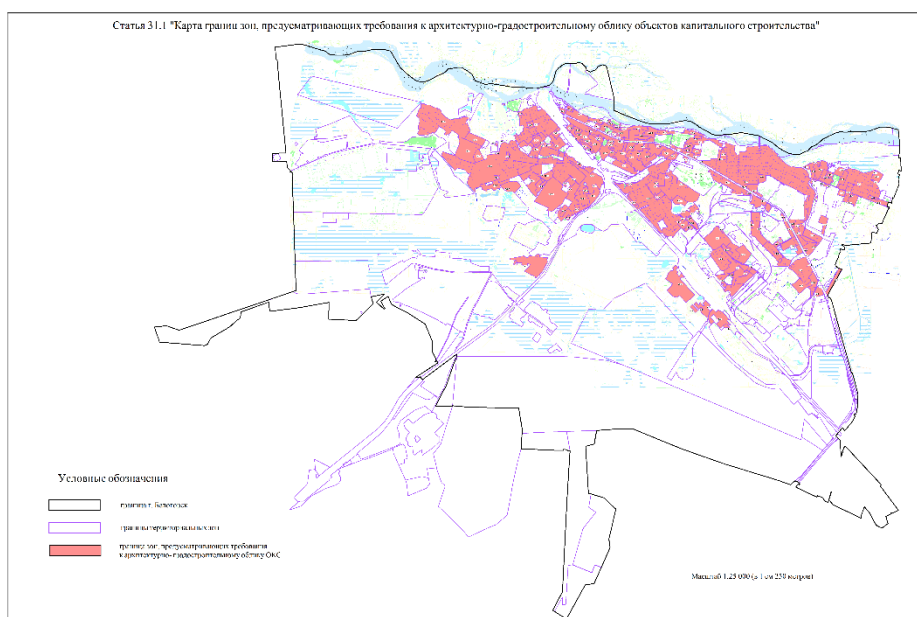 Статья 31.1 "Карта границ зон, предусматривающих требования к архитектурно-градостроительному облику объектов капитального строительства"
Условные обозначения
граница г. Белогорск
границы территориальных зон
граница зон, предусматривающих требования
к архитектурно-градостроительному облику ОКС
Масштаб 1:25 000 (в 1 см 250 метров)